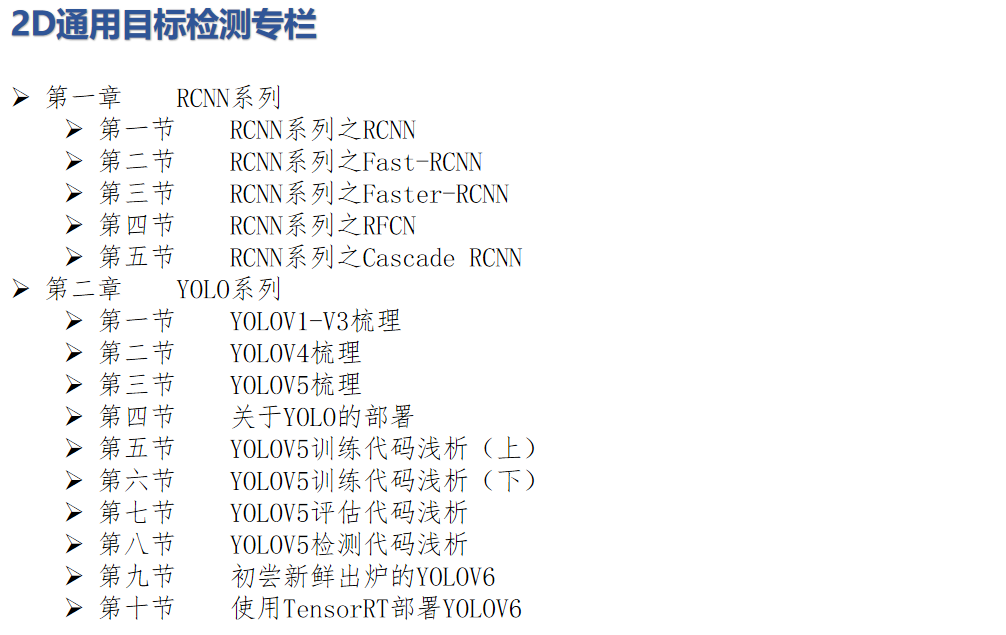 2D通用目标检测专栏
第一章 RCNN系列
第一节 RCNN系列之RCNN
第二节 RCNN系列之Fast-RCNN
第三节 RCNN系列之Faster-RCNN
第四节 RCNN系列之RFCN
第五节 RCNN系列之Cascade RCNN
第二章 YOLO系列
第一节 YOLOV1-V3梳理
第二节 YOLOV4梳理
第三节 YOLOV5梳理
第四节 关于YOLO的部署
第五节 YOLOV5训练代码浅析（上）
第六节 YOLOV5训练代码浅析（下）
第七节 YOLOV5评估代码浅析
第八节 YOLOV5检测代码浅析
第九节 初尝新鲜出炉的YOLOV6
第十节 使用TensorRT部署YOLOV6